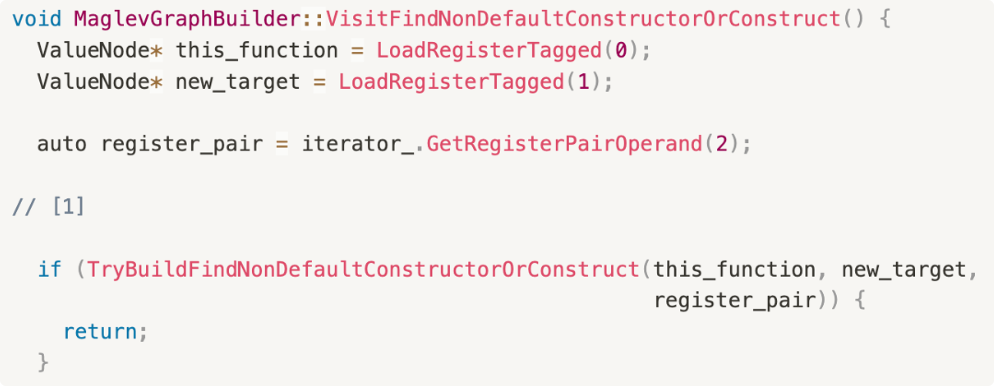 void MaglevGraphBuilder::VisitFindNonDefaultConstructorOrConstruct() {
  ValueNode* this_function = LoadRegisterTagged(0);
  ValueNode* new_target = LoadRegisterTagged(1);

  auto register_pair = iterator_.GetRegisterPairOperand(2);

// [1]

  if (TryBuildFindNonDefaultConstructorOrConstruct(this_function, new_target,
                                                   register_pair)) {
    return;
  }